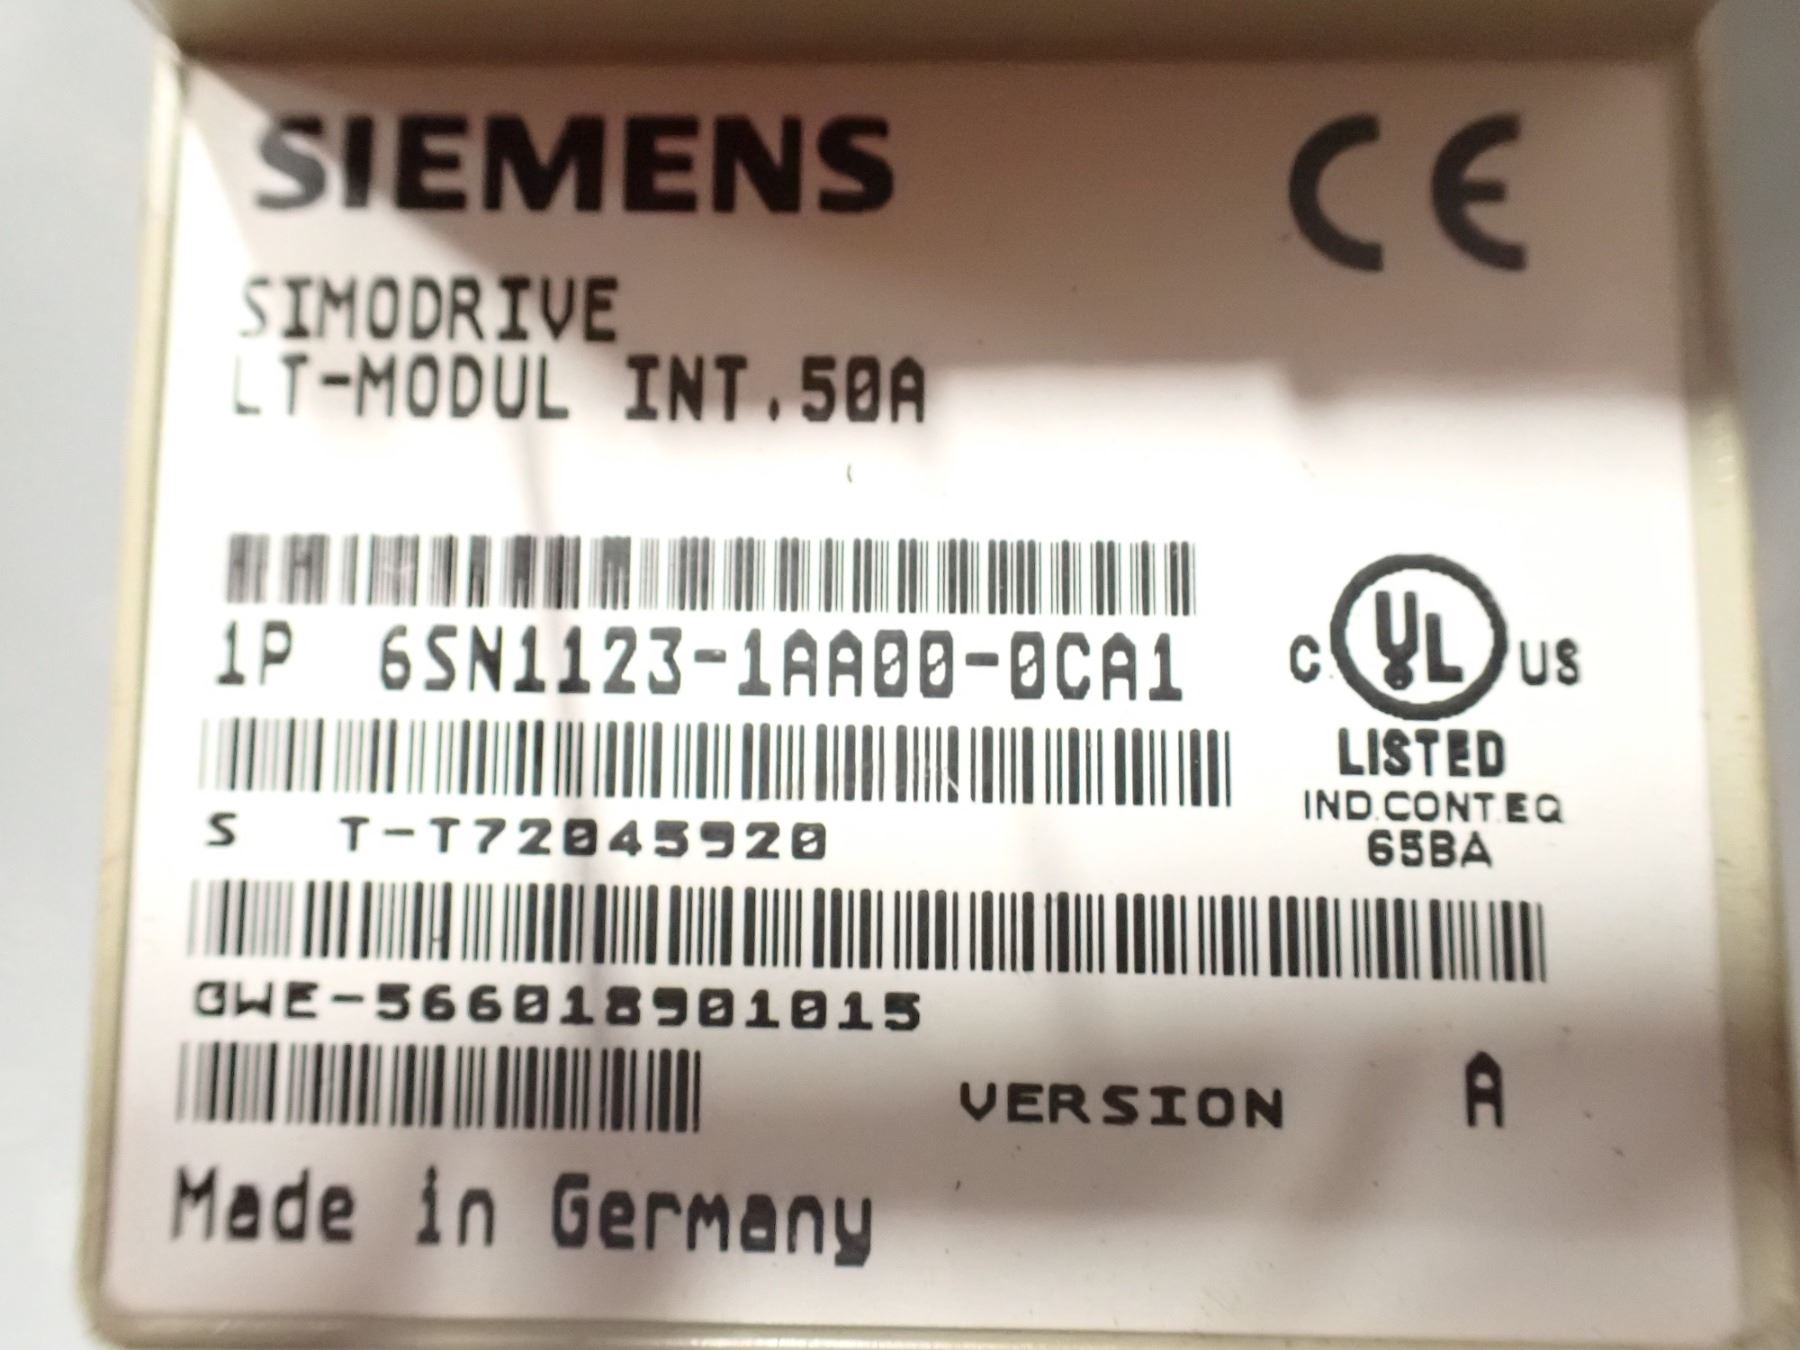 SIEMENS
CE
SIMODRIVE
LT-MODUL INT.50A
1P 6SN1123-1AA00-0CA1
C UL US
LISTED
IND.CONT.EQ
65BA
S T-T72045920
GWE-566018901015
VERSION A
Made in Germany